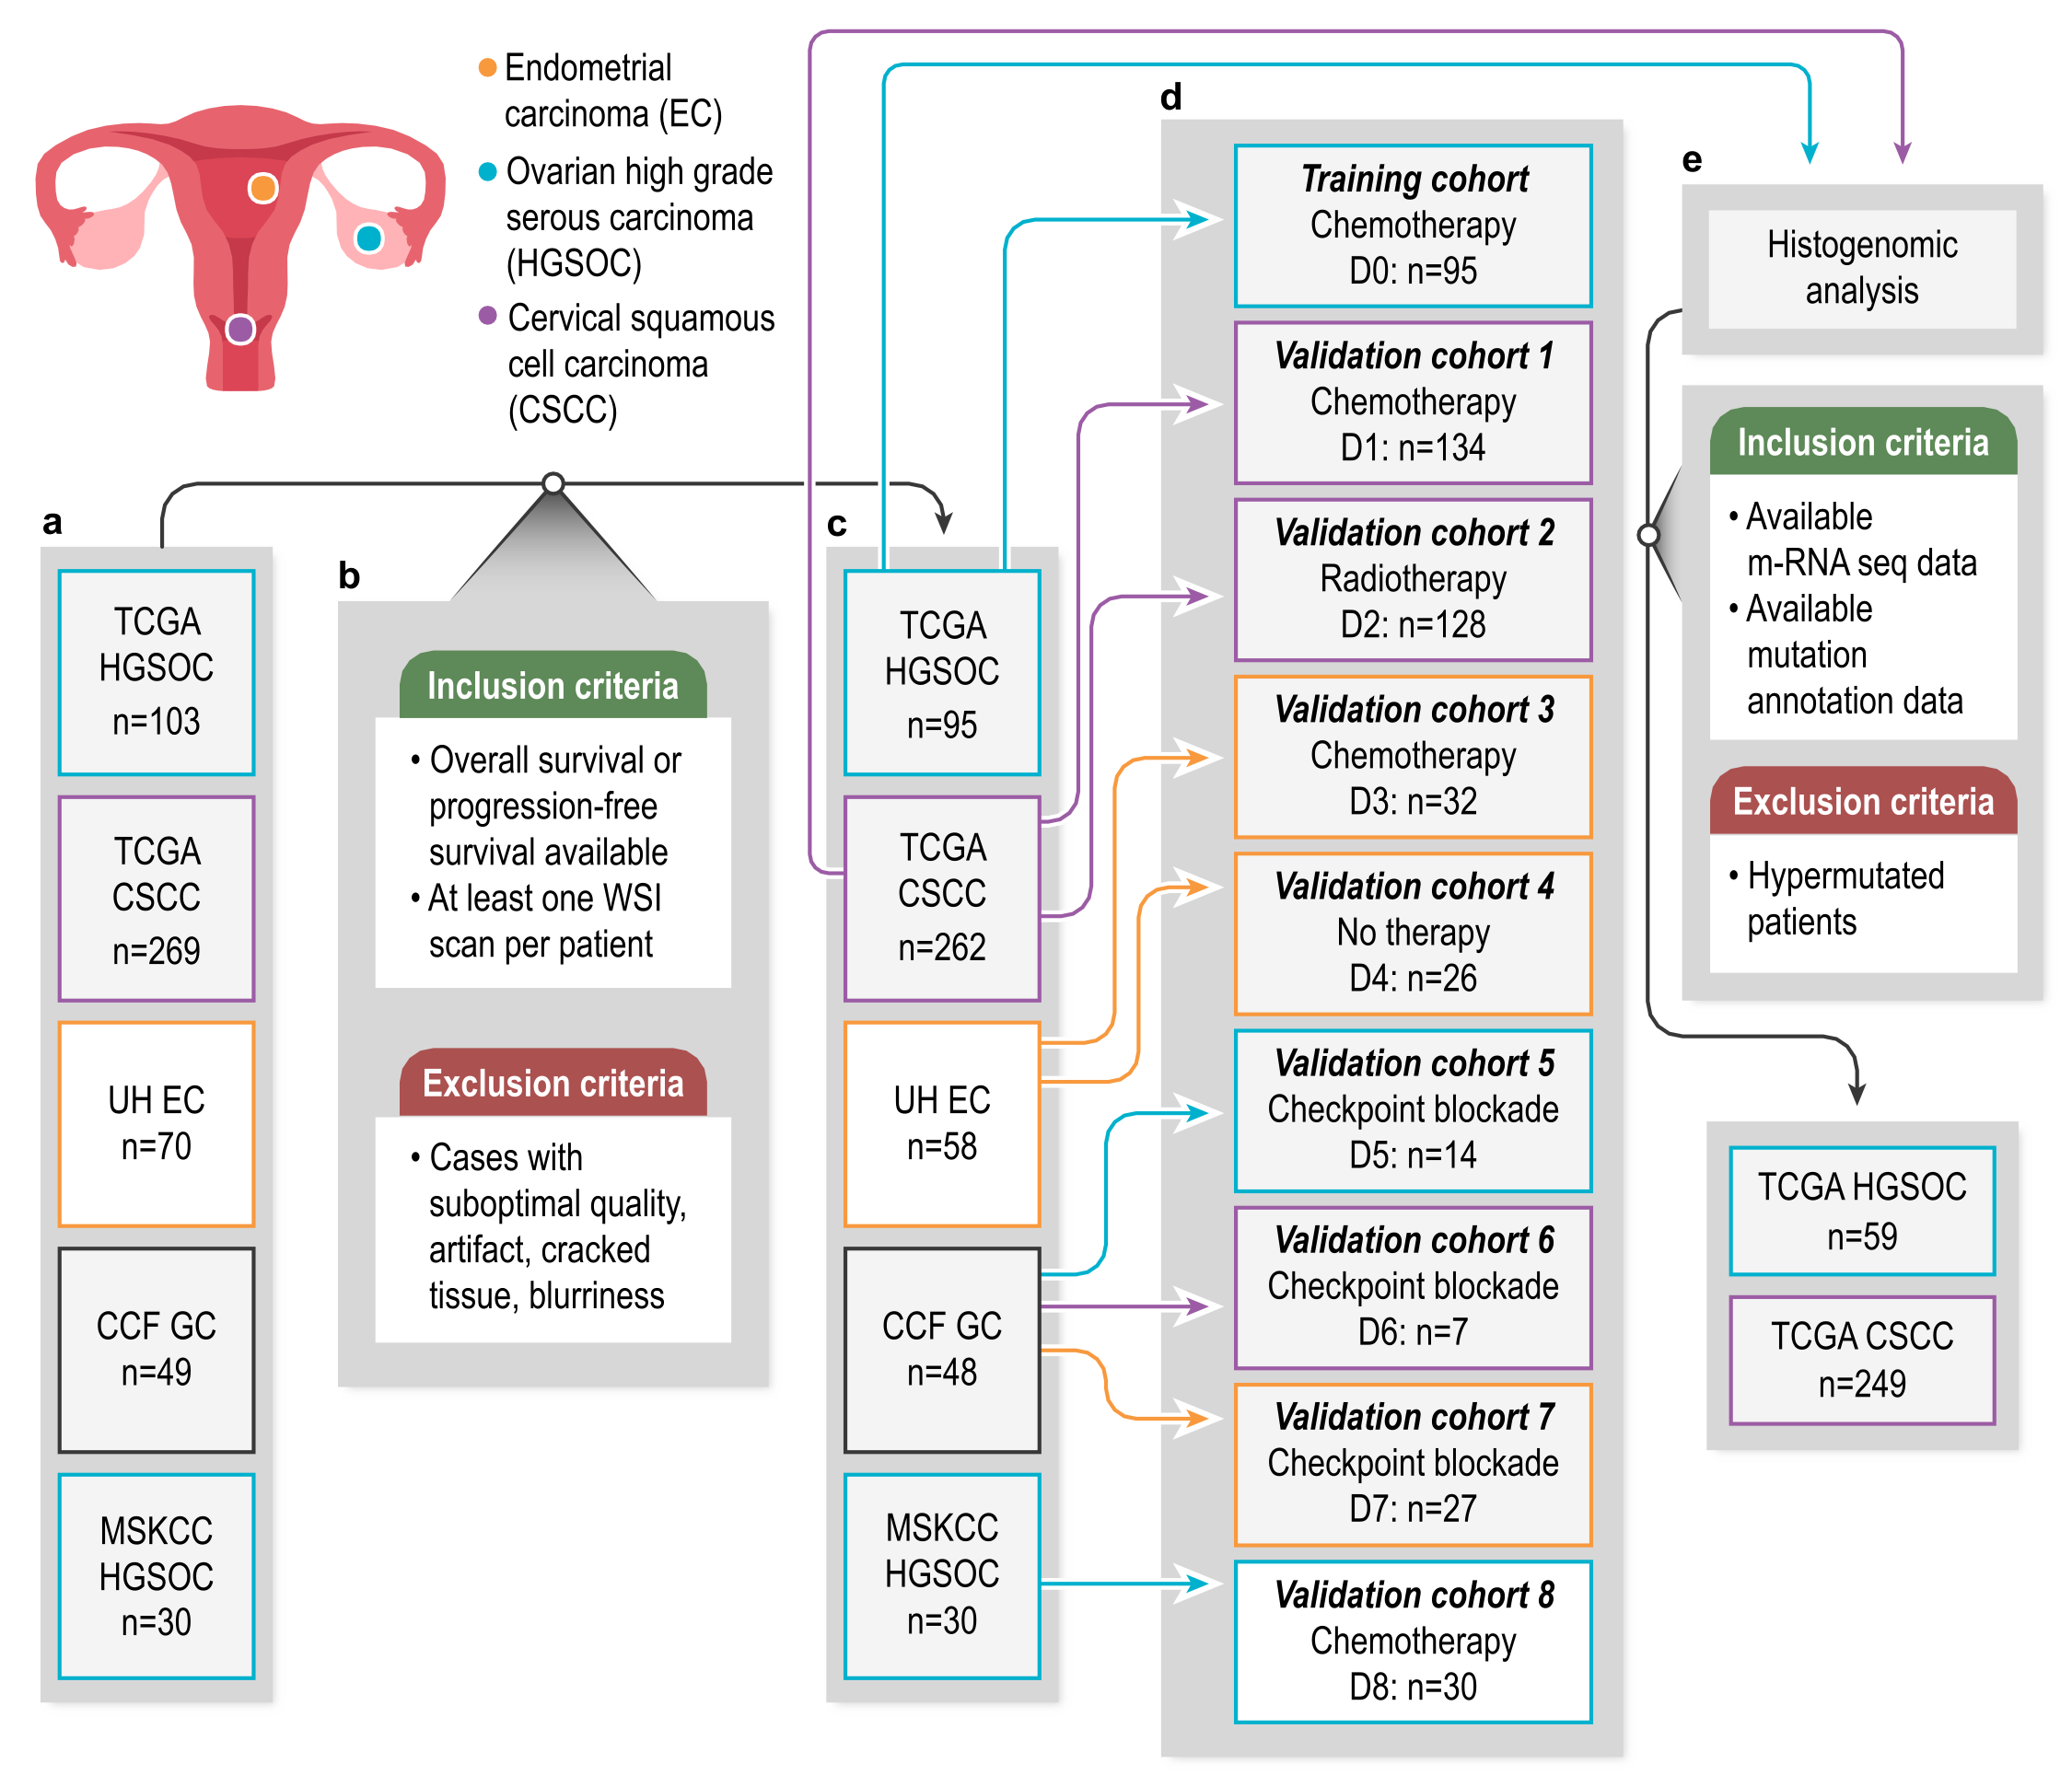 Endometrial
carcinoma (EC)
Ovarian high grade
serous carcinoma
(HGSOC)
Cervical squamous
cell carcinoma
(CSCC)
a
TCGA
HGSOC
n=103
TCGA
CSCC
n=269
UH EC
n=70
CCF GC
n=49
MSKCC
HGSOC
n=30
b
Inclusion criteria
• Overall survival or
progression-free
survival available
• At least one WSI
scan per patient
Exclusion criteria
• Cases with
suboptimal quality,
artifact, cracked
tissue, blurriness
c
TCGA
HGSOC
n=95
TCGA
CSCC
n=262
UH EC
n=58
CCF GC
n=48
MSKCC
HGSOC
n=30
d
Training cohort
Chemotherapy
D0: n=95
Validation cohort 1
Chemotherapy
D1: n=134
Validation cohort 2
Radiotherapy
D2: n=128
Validation cohort 3
Chemotherapy
D3: n=32
Validation cohort 4
No therapy
D4: n=26
Validation cohort 5
Checkpoint blockade
D5: n=14
Validation cohort 6
Checkpoint blockade
D6: n=7
Validation cohort 7
Checkpoint blockade
D7: n=27
Validation cohort 8
Chemotherapy
D8: n=30
e
Histogenomic
analysis
Inclusion criteria
• Available
m-RNA seq data
• Available
mutation
annotation data
Exclusion criteria
• Hypermutated
patients
TCGA HGSOC
n=59
TCGA CSCC
n=249